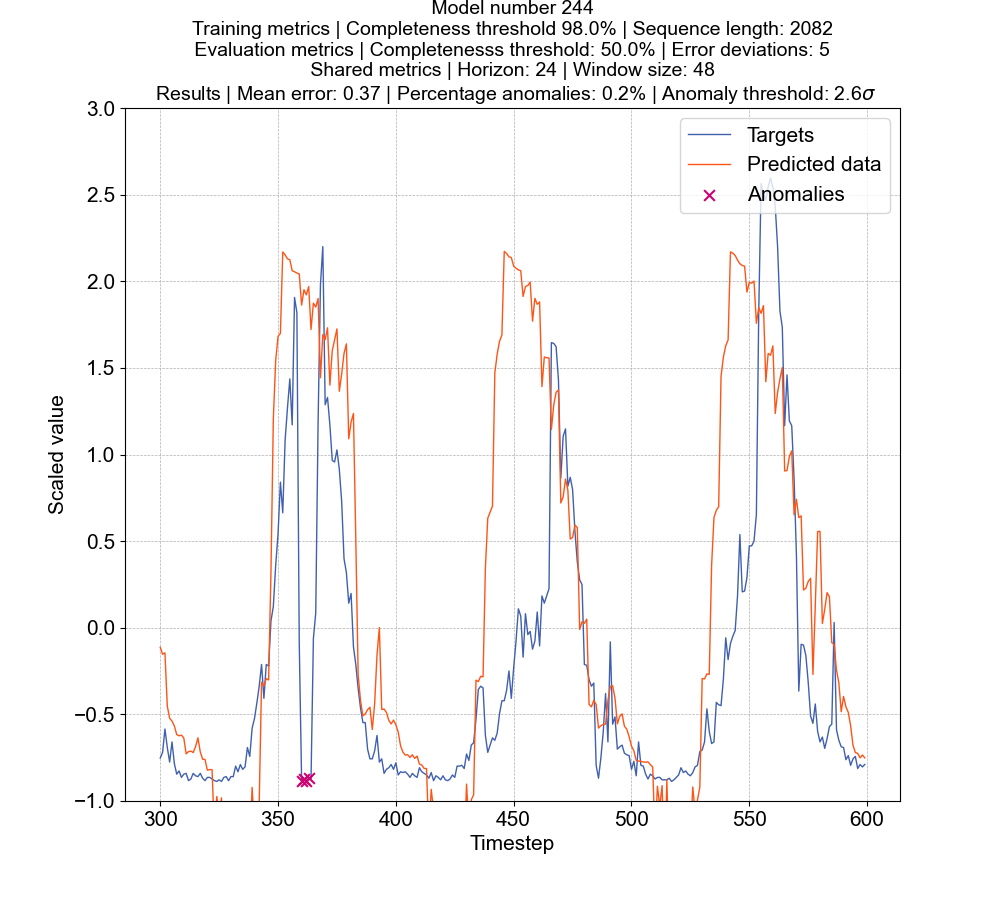 Model number 244
Training metrics | Completeness threshold 98.0% | Sequence length: 2082
Evaluation metrics | Completenesss threshold: 50.0% | Error deviations: 5
Shared metrics | Horizon: 24 | Window size: 48
Results | Mean error: 0.37 | Percentage anomalies: 0.2% | Anomaly threshold: 2.6σ
3.0
2.5
2.0
1.5
1.0
0.5
0.0
−0.5
−1.0
Scaled value
Targets
Predicted data
Anomalies
300 350 400 450 500 550 600
Timestep